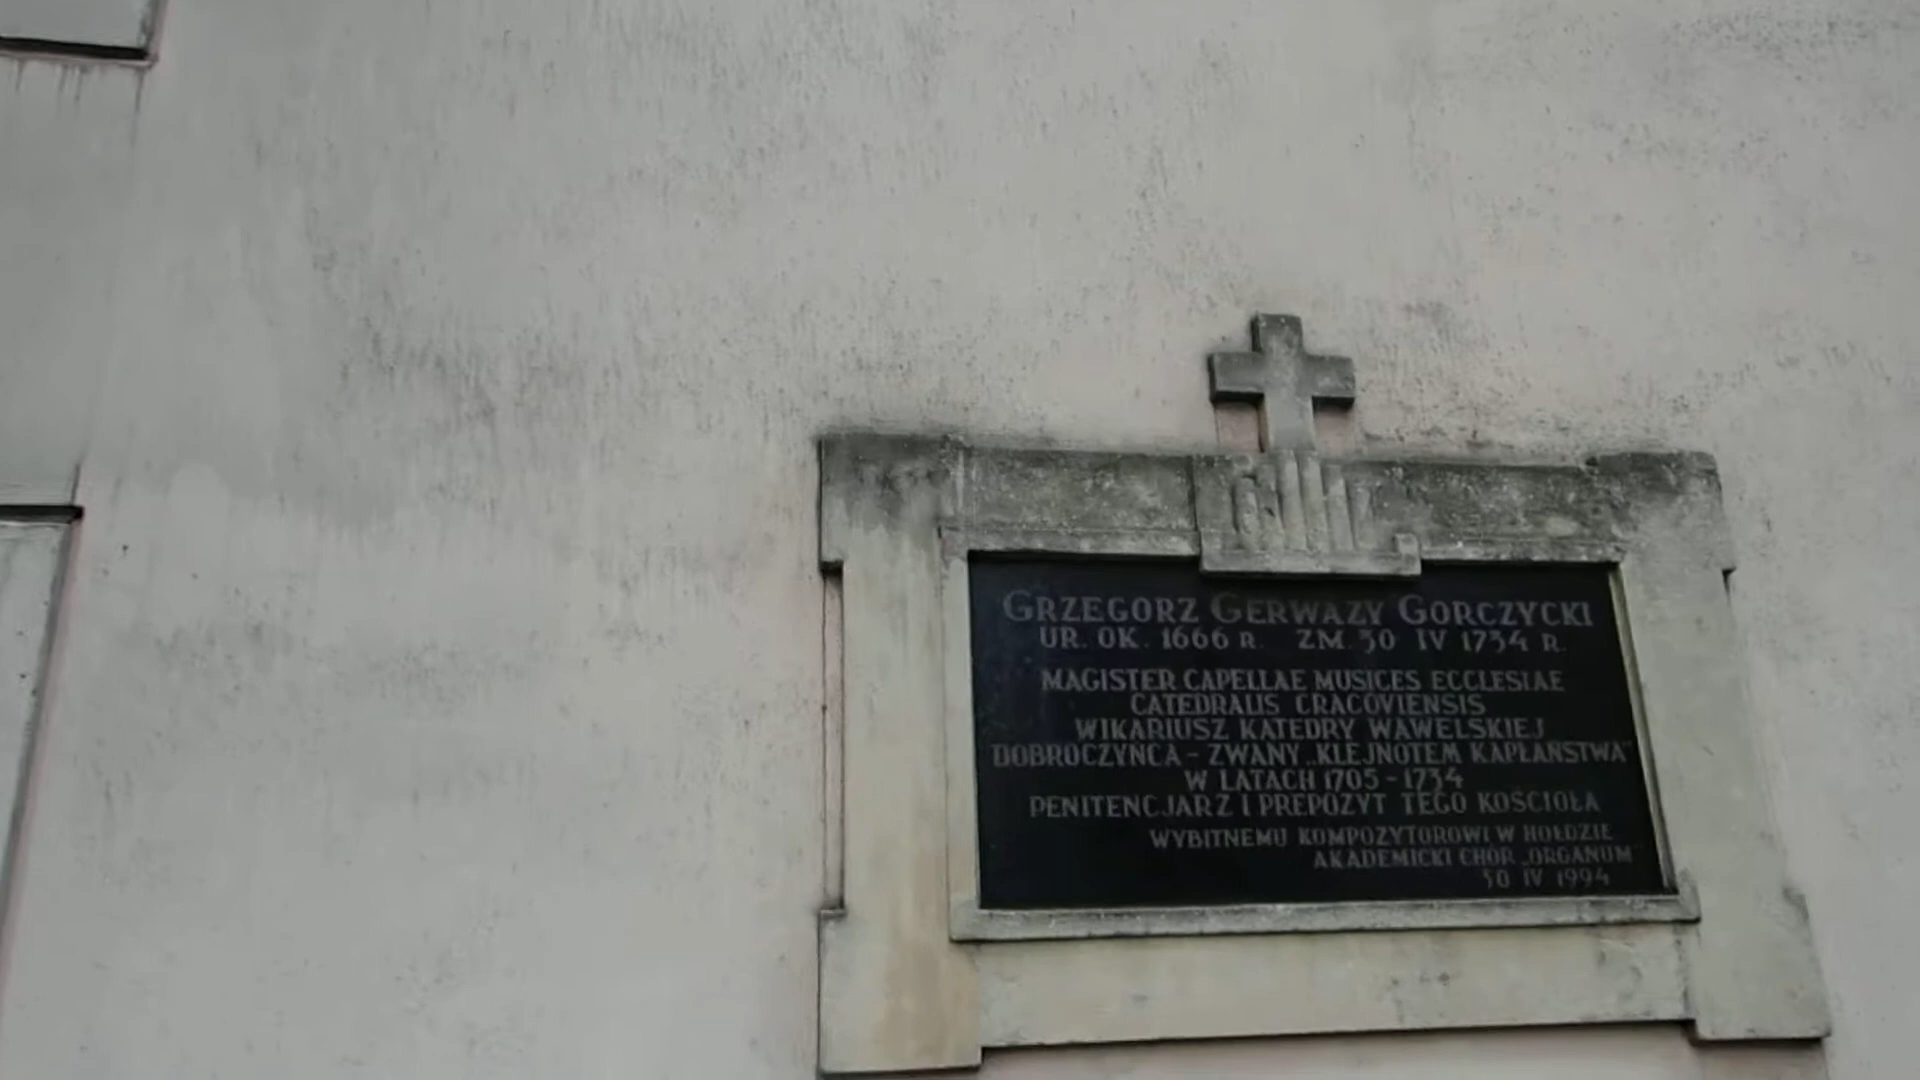 GRZEGORZ GERWAZY GORCZYCKI
UR. OK. 1666 R. ZM. 30 IV 1734 R.
MAGISTER CAPELLAE MUSICES ECCLESIAE
CATEDRALIS CRACOVIENSIS
WIKARIUSZ KATEDRY WAWELSKIEJ
DOBROCZYŃCA - ZWANY „KLEJNOTEM KAPŁAŃSTWA"
W LATACH 1705 - 1734
PENITENCJARZ I PREPOZYT TEGO KOŚCIOŁA
WYBITNEMU KOMPOZYTOROWI W HOŁDZIE
AKADEMICKI CHÓR „ORGANUM"
30 IV 1994